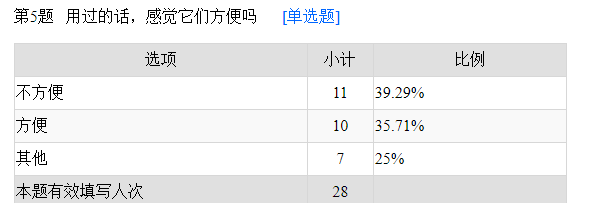 第5题 用过的话，感觉它们方便吗 [单选题]
选项 小计 比例
不方便 11 39.29%
方便 10 35.71%
其他 7 25%
本题有效填写人次 28